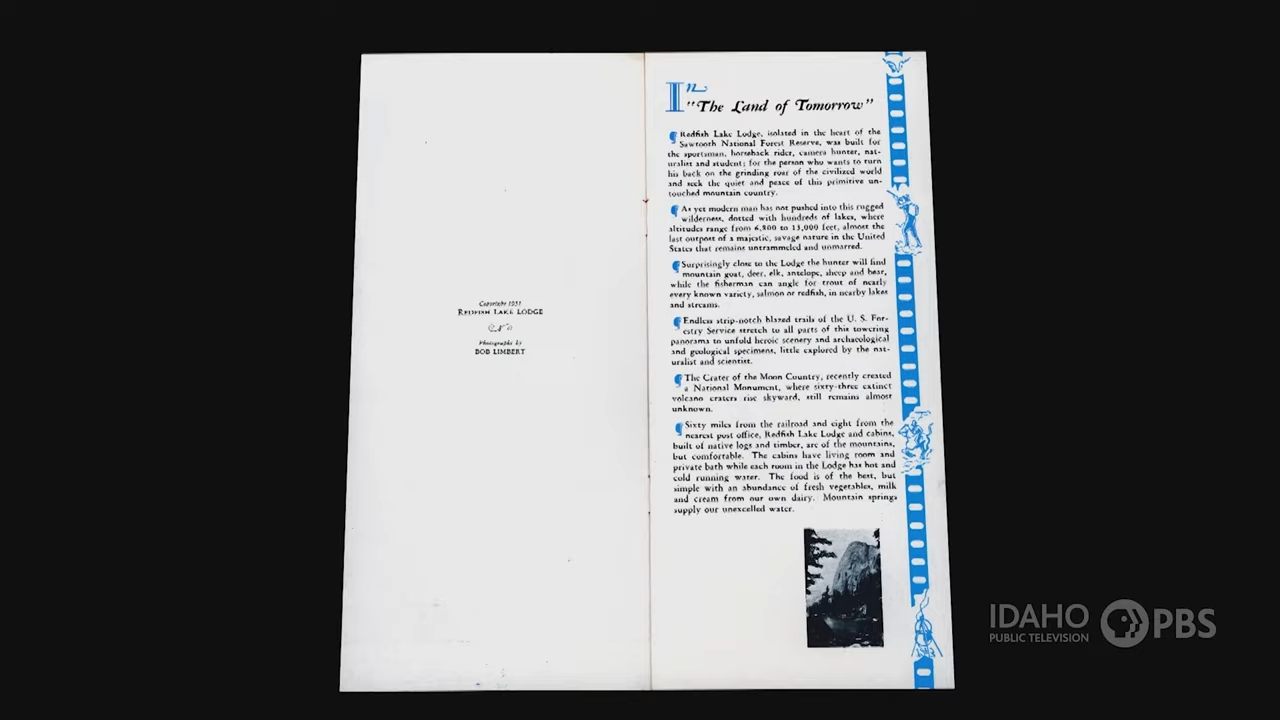 Copyright 1931
REDFISH LAKE LODGE
Photographs by
BOB LIMBERT
In
"The Land of Tomorrow"
Redfish Lake Lodge, isolated in the heart of the
Sawtooth National Forest Reserve, was built for
the sportsman, horseback rider, camera hunter, nat-
uralist and student; for the person who wants to turn
his back on the grinding roar of the civilized world
and seek the quiet and peace of this primitive un-
touched mountain country.
As yet modern man has not pushed into this rugged
wilderness, dotted with hundreds of lakes, where
altitudes range from 6,800 to 13,000 feet, almost the
last outpost of a majestic, savage nature in the United
States that remains untrammeled and unmarred.
Surprisingly close to the Lodge the hunter will find
mountain goat, deer, elk, antelope, sheep and bear,
while the fisherman can angle for trout of nearly
every known variety, salmon or redfish, in nearby lakes
and streams.
Endless strip-notch blazed trails of the U. S. For-
estry Service stretch to all parts of this towering
panorama to unfold heroic scenery and archaeological
and geological specimens, little explored by the nat-
uralist and scientist.
The Crater of the Moon Country, recently created
a National Monument, where sixty-three extinct
volcano craters rise skyward, still remains almost
unknown.
Sixty miles from the railroad and eight from the
nearest post office, Redfish Lake Lodge and cabins,
built of native logs and timber, are of the mountains,
but comfortable. The cabins have living room and
private bath while each room in the Lodge has hot and
cold running water. The food is of the best, but
simple with an abundance of fresh vegetables, milk
and cream from our own dairy. Mountain springs
supply our unexcelled water.
IDAHO
PUBLIC TELEVISION
PBS